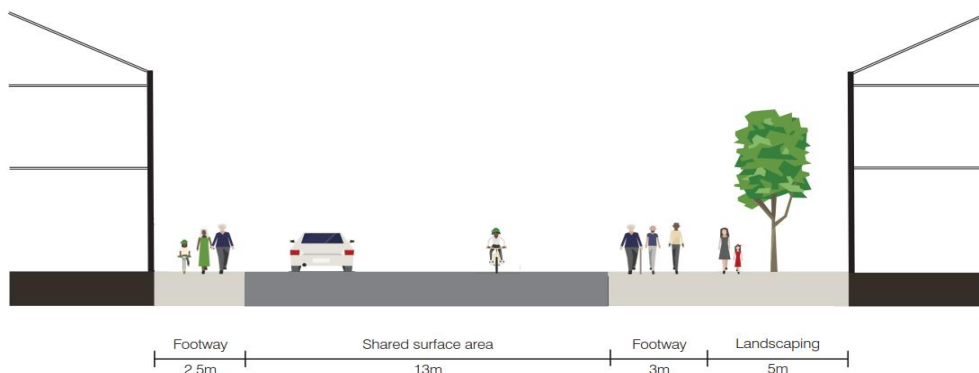 Footway Shared surface area Footway Landscaping
2.5m 13m 3m 5m